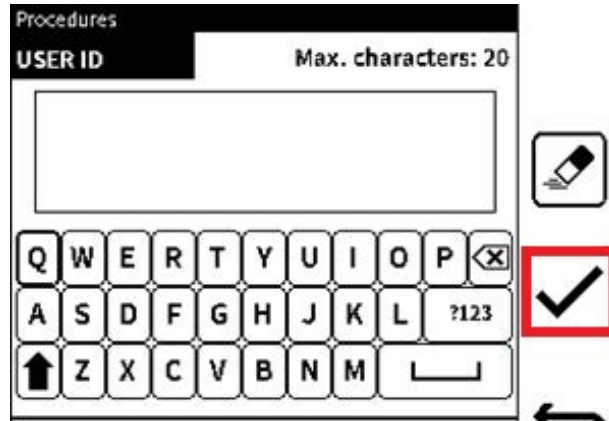 Procedures
USER ID Max. characters: 20
Q W E R T Y U I O P
A S D F G H J K L ?123
Z X C V B N M